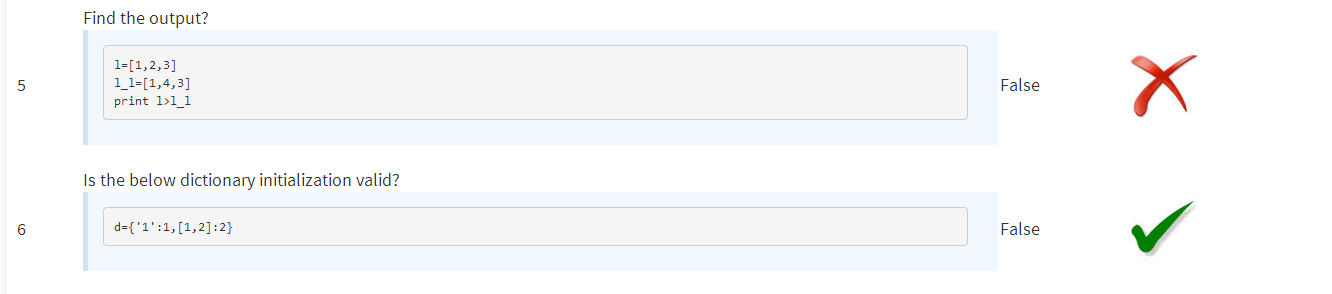 Find the output?
5
l=[1,2,3]
l_l=[1,4,3]
print l>l_l
False
Is the below dictionary initialization valid?
6
d={'1':1,[1,2]:2}
False